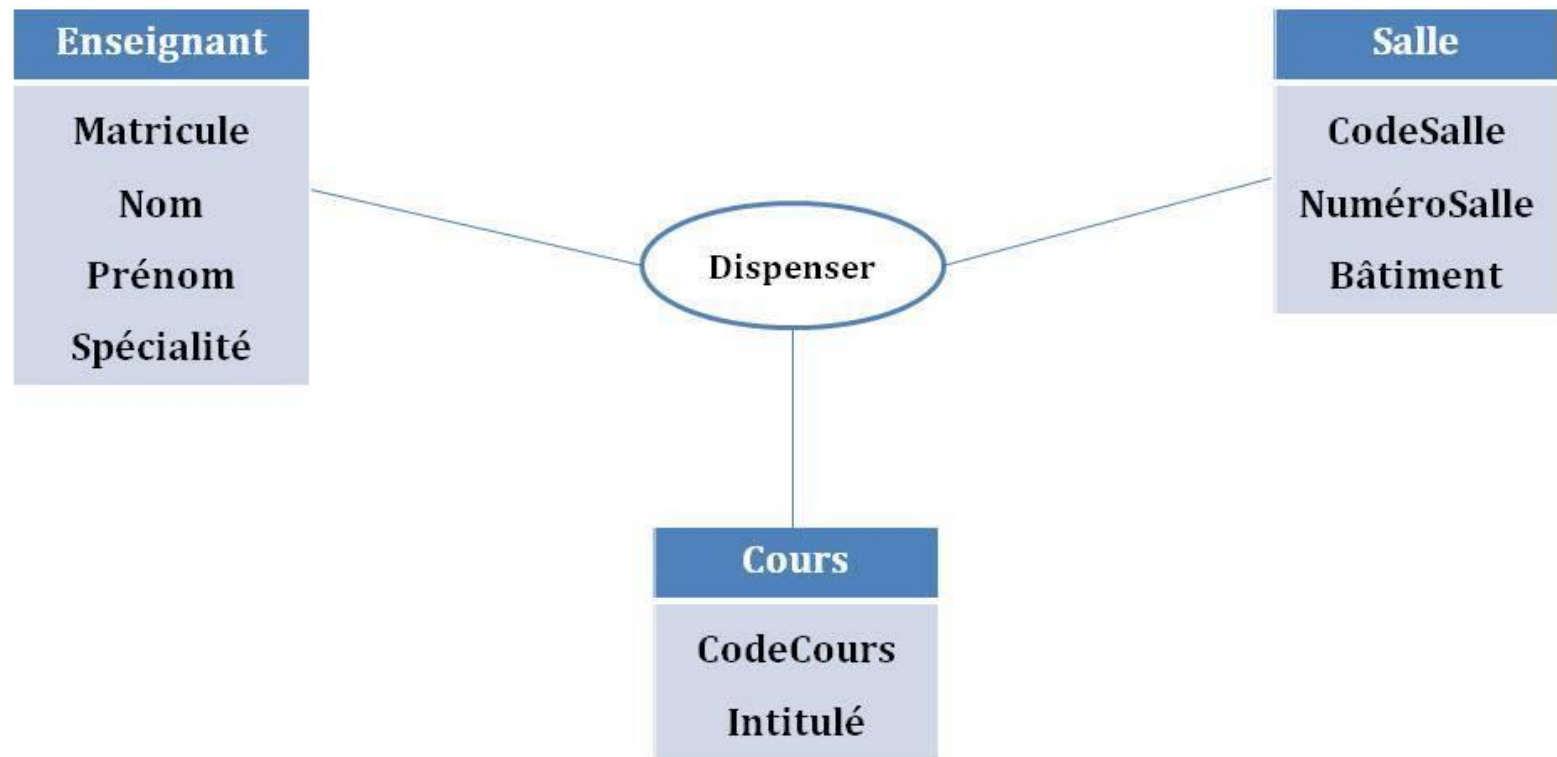 Enseignant
Matricule
Nom
Prénom
Spécialité
Dispenser
Salle
CodeSalle
NuméroSalle
Bâtiment
Cours
CodeCours
Intitulé